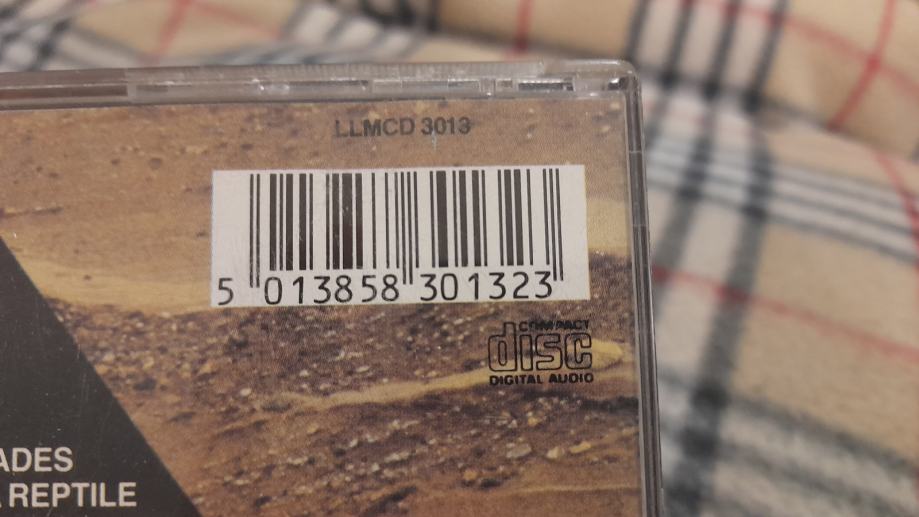 LLMCD 3013
5 013858 301323
COMPACT
disc
DIGITAL AUDIO
ADES
A REPTILE